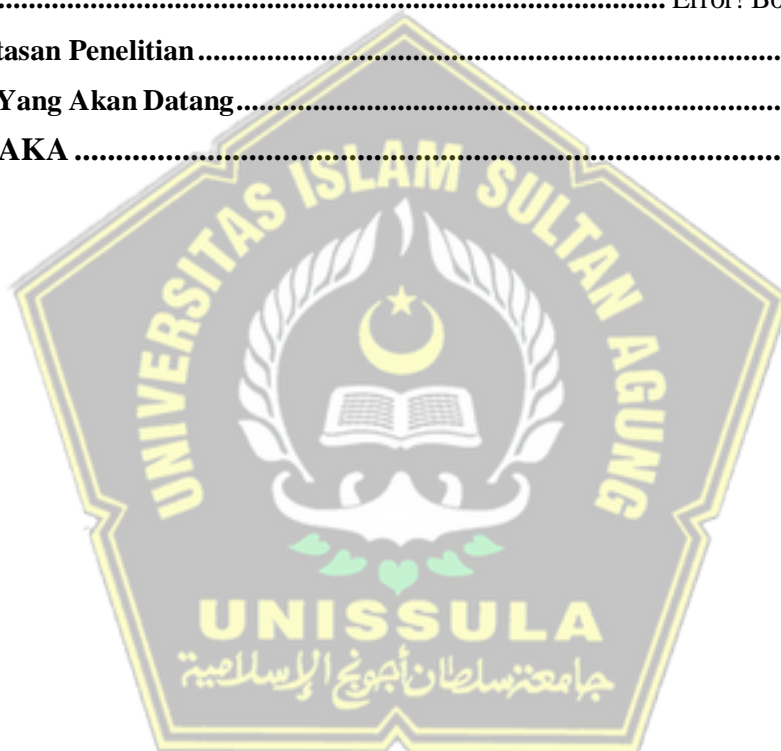 ........................................................ Error! Bo
tasan Penelitian ........................................................
Yang Akan Datang ........................................................
AKA ........................................................
UNIVERSITAS ISLAM SULTAN AGUNG
UNISSULA
جامعة سلطان أجونج الإسلامية